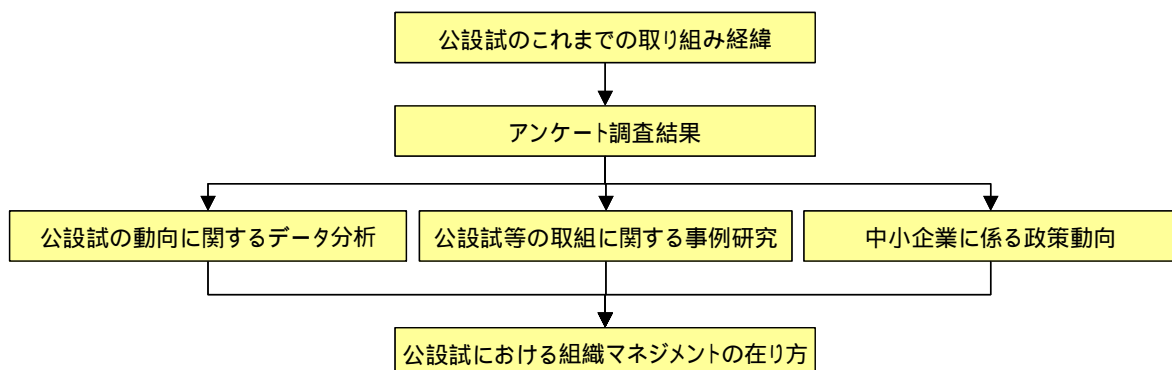 公設試のこれまでの取り組み経緯
アンケート調査結果
公設試の動向に関するデータ分析
公設試等の取組に関する事例研究
中小企業に係る政策動向
公設試における組織マネジメントの在り方